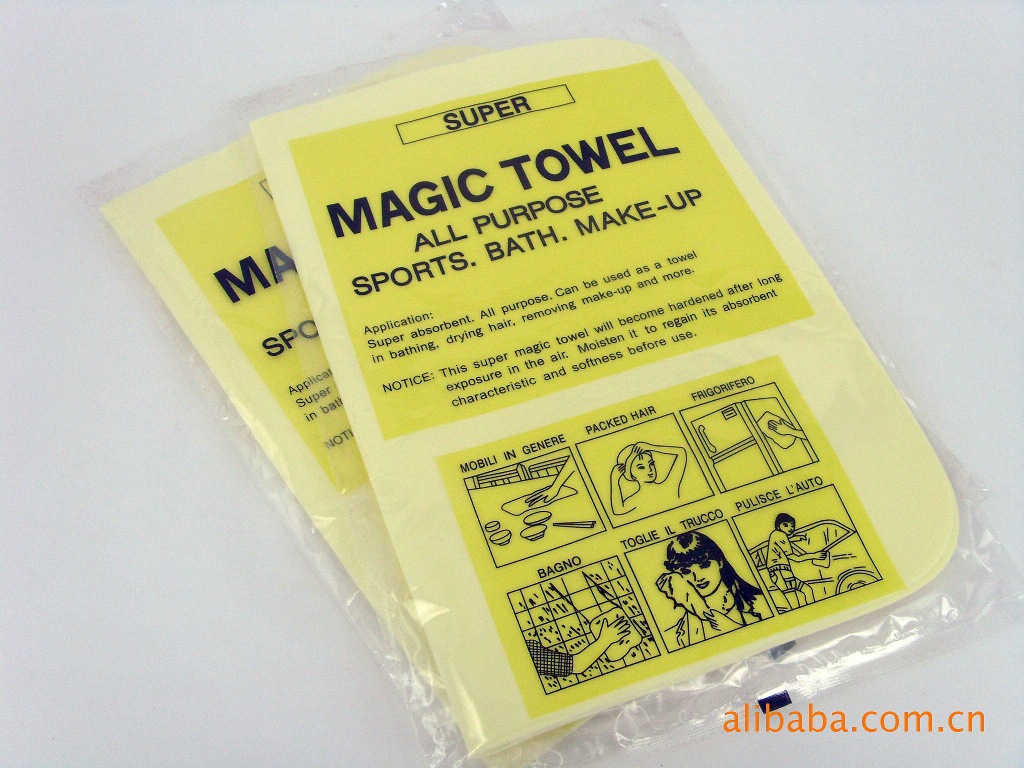 SUPER
MAGIC TOWEL
ALL PURPOSE
SPORTS. BATH. MAKE-UP
Application:
Super absorbent. All purpose. Can be used as a towel
in bathing, drying hair, removing make-up and more.
NOTICE: This super magic towel will become hardened after long
exposure in the air. Moisten it to regain its absorbent
characteristic and softness before use.
MOBILI IN GENERE
PACKED HAIR
FRIGORIFERO
BAGNO
TOGLIE IL TRUCCO
PULISCE L'AUTO
MA
SPO
Applica
Super
in bath
NOTI
alibaba.com.cn